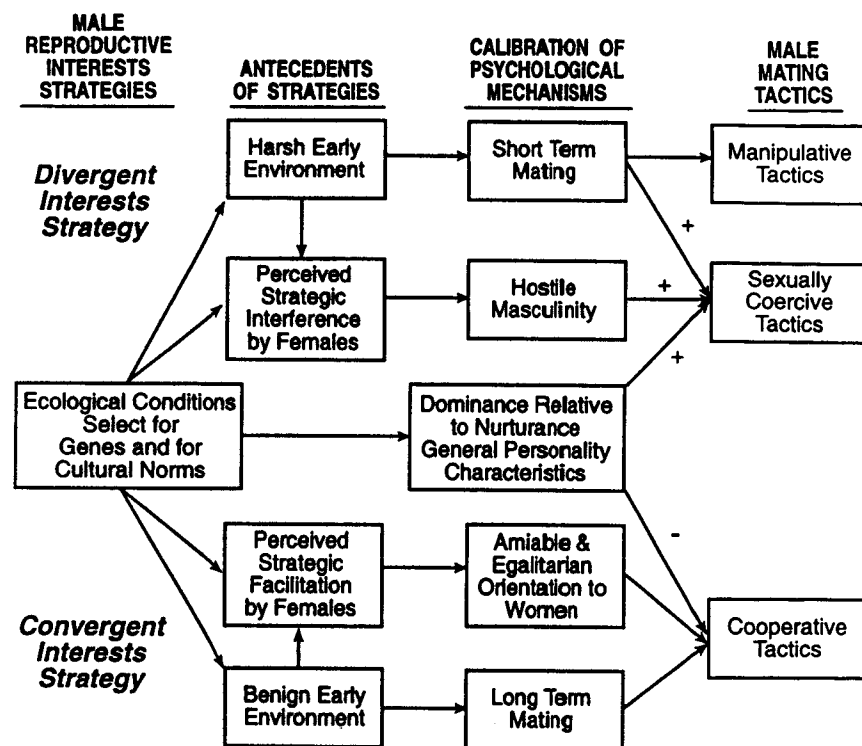 MALE
REPRODUCTIVE
INTERESTS
STRATEGIES
ANTECEDENTS
OF STRATEGIES
CALIBRATION OF
PSYCHOLOGICAL
MECHANISMS
MALE
MATING
TACTICS
Divergent
Interests
Strategy
Harsh Early
Environment
Short Term
Mating
Manipulative
Tactics
+
Perceived
Strategic
Interference
by Females
Hostile
Masculinity
+
Sexually
Coercive
Tactics
+
Ecological Conditions
Select for
Genes and for
Cultural Norms
Dominance Relative
to Nurturance
General Personality
Characteristics
-
Perceived
Strategic
Facilitation
by Females
Amiable &
Egalitarian
Orientation to
Women
Cooperative
Tactics
Convergent
Interests
Strategy
Benign Early
Environment
Long Term
Mating